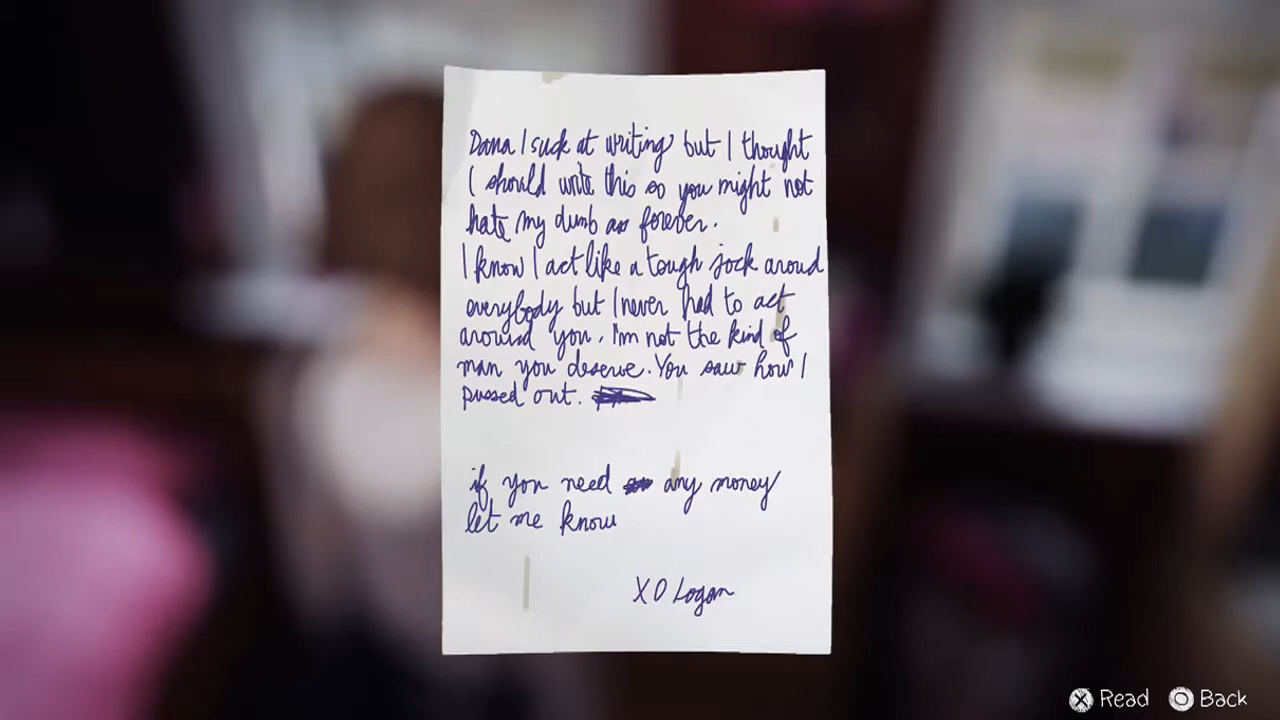 Dana I suck at writing but I thought
I should write this so you might not
hate my dumb ass forever.
I know I act like a tough jock aroud
everybody but I never had to act
around you. I'm not the kind of
man you deserve. You saw how I
pussed out.
if you need any money
let me know
XO Logan
Read Back